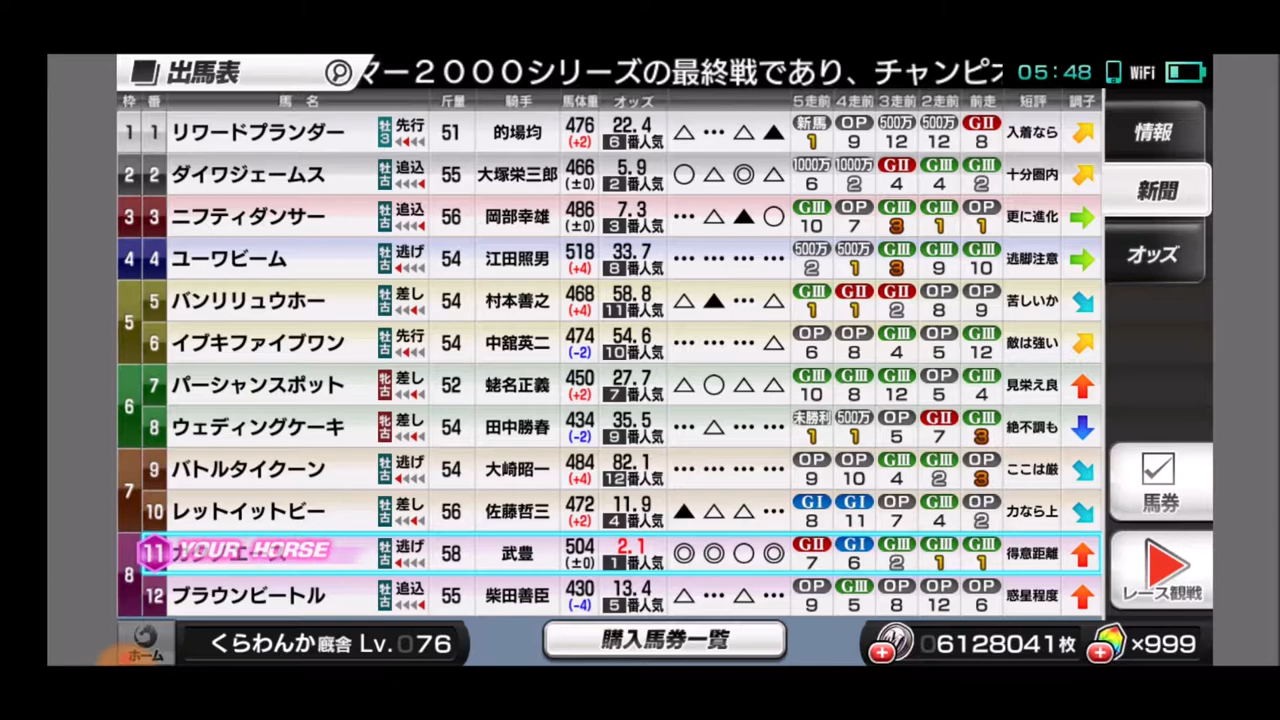 出馬表 マー2000シリーズの最終戦であり、チャンピオ 05:48 WiFi
枠 番 馬名 斤量 騎手 馬体重 オッズ 5走前 4走前 3走前 2走前 前走 短評 調子
1 1 リワードプランダー 牡3 先行 51 的場均 476 (+2) 22.4 6番人気 △ … △ ▲ 新馬 1 OP 9 500万 12 500万 12 GII 8 入着なら
2 2 ダイワジェームス 牡古 追込 55 大塚栄三郎 466 (±0) 5.9 2番人気 ○ △ ◎ △ 1000万 6 1000万 2 GII 4 GIII 4 GIII 2 十分圏内
3 3 ニフティダンサー 牡古 追込 56 岡部幸雄 486 (±0) 7.3 3番人気 … △ ▲ ○ GIII 10 OP 7 GIII 3 GIII 1 OP 1 更に進化
4 4 ユーワビーム 牡古 逃げ 54 江田照男 518 (+4) 33.7 8番人気 … … … … 500万 2 500万 1 GIII 3 GIII 9 GIII 10 逃脚注意
5 5 バンリリュウホー 牡古 差し 54 村本善之 468 (+4) 58.8 11番人気 △ ▲ … △ GIII 1 GII 1 GII 2 OP 8 OP 9 苦しいか
6 イブキファイブワン 牡古 先行 54 中舘英二 474 (-2) 54.6 10番人気 … … … △ OP 6 OP 8 GIII 4 OP 5 GIII 12 敵は強い
6 7 パーシャンスポット 牝古 差し 52 蛯名正義 450 (+2) 27.7 7番人気 △ ○ △ △ GIII 10 GIII 8 GIII 12 OP 5 GIII 4 見栄え良
8 ウェディングケーキ 牝古 差し 54 田中勝春 434 (-2) 35.5 9番人気 … △ … … 未勝利 1 500万 1 OP 5 GII 7 GIII 3 絶不調も
7 9 バトルタイクーン 牡古 逃げ 54 大崎昭一 484 (+4) 82.1 12番人気 … … … … OP 9 OP 10 GIII 4 GIII 2 OP 3 ここは厳
10 レットイットビー 牡古 差し 56 佐藤哲三 472 (+2) 11.9 4番人気 ▲ △ △ … GI 8 GI 11 OP 7 GIII 4 OP 2 力なら上
8 11 YOUR HORSE 牡古 逃げ 58 武豊 504 (±0) 2.1 1番人気 ◎ ◎ ○ ◎ GII 7 GI 6 OP 2 OP 1 GIII 1 得意距離
12 ブラウンビートル 牡古 追込 55 柴田善臣 430 (-4) 13.4 5番人気 △ … △ … OP 9 GIII 5 OP 8 OP 12 OP 6 惑星程度
情報
新聞
オッズ
馬券
レース観戦
ホーム くらわんか厩舎 Lv.076 購入馬券一覧 06128041枚 ×999